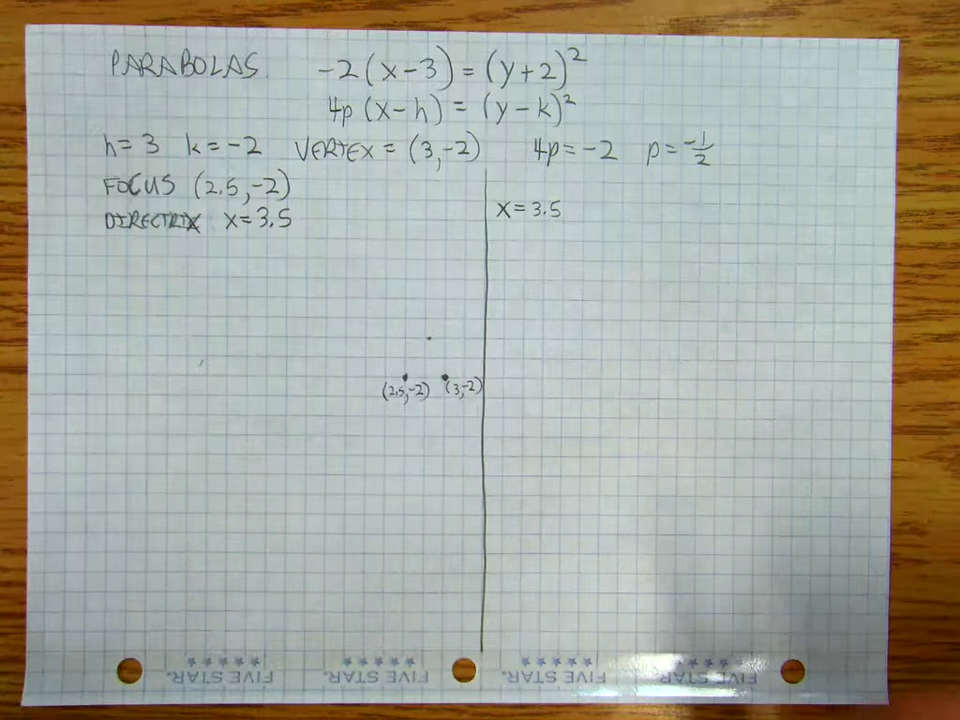 PARABOLAS -2(x-3) = (y+2)²
4p(x-h) = (y-k)²
h=3 k=-2 VERTEX = (3,-2) 4p=-2 p=-1/2
FOCUS (2.5,-2)
x=3.5
DIRECTRIX x=3.5
(2.5,-2) (3,-2)
FIVE STAR. FIVE STAR. FIVE STAR. FIVE STAR.